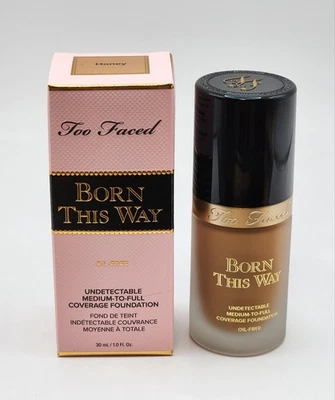 Honey
Too Faced
BORN
THIS WAY
OIL-FREE
UNDETECTABLE
MEDIUM-TO-FULL
COVERAGE FOUNDATION
FOND DE TEINT
INDÉTECTABLE COUVRANCE
MOYENNE À TOTALE
30 mL / 1.0 Fl. Oz.
Too Faced
BORN
THIS WAY
UNDETECTABLE
MEDIUM-TO-FULL
COVERAGE FOUNDATION
OIL-FREE